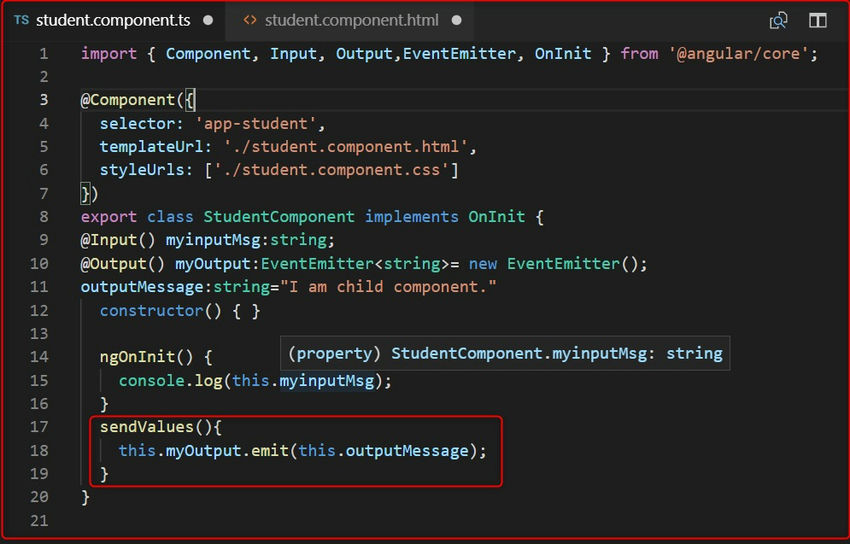 TS student.component.ts ● <> student.component.html ●
1 import { Component, Input, Output,EventEmitter, OnInit } from '@angular/core';
2
3 @Component({
4   selector: 'app-student',
5   templateUrl: './student.component.html',
6   styleUrls: ['./student.component.css']
7 })
8 export class StudentComponent implements OnInit {
9 @Input() myinputMsg:string;
10 @Output() myOutput:EventEmitter<string>= new EventEmitter();
11 outputMessage:string="I am child component."
12   constructor() { }
13
(property) StudentComponent.myinputMsg: string
14   ngOnInit() {
15     console.log(this.myinputMsg);
16   }
17   sendValues(){
18     this.myOutput.emit(this.outputMessage);
19   }
20 }
21